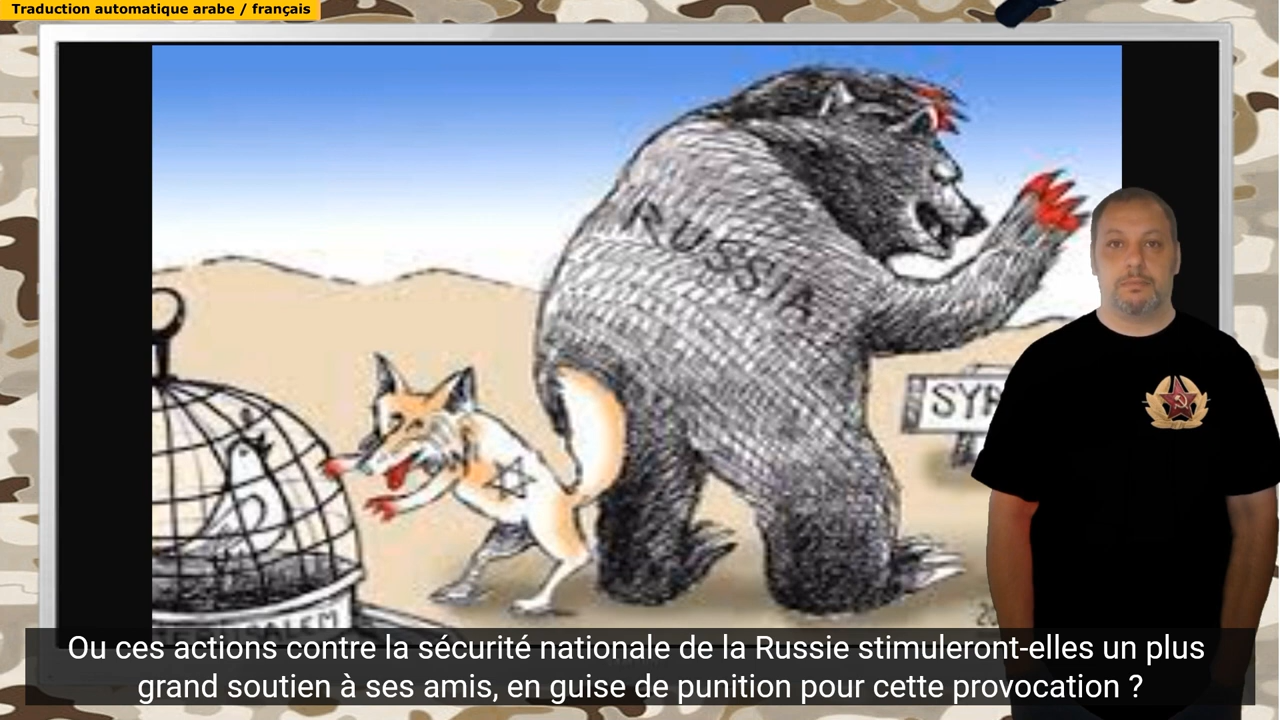 Traduction automatique arabe / français
RUSSIA
SYR
JERUSALEM
Ou ces actions contre la sécurité nationale de la Russie stimuleront-elles un plus
grand soutien à ses amis, en guise de punition pour cette provocation ?